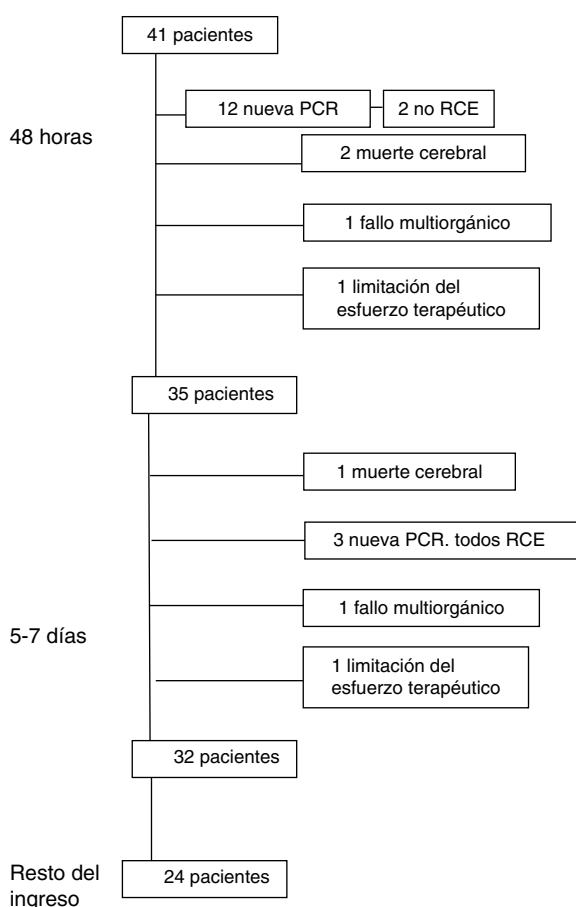 41 pacientes
12 nueva PCR
2 no RCE
48 horas
2 muerte cerebral
1 fallo multiorgánico
1 limitación del
esfuerzo terapéutico
35 pacientes
1 muerte cerebral
3 nueva PCR. todos RCE
1 fallo multiorgánico
5-7 días
1 limitación del
esfuerzo terapéutico
32 pacientes
Resto del
ingreso
24 pacientes